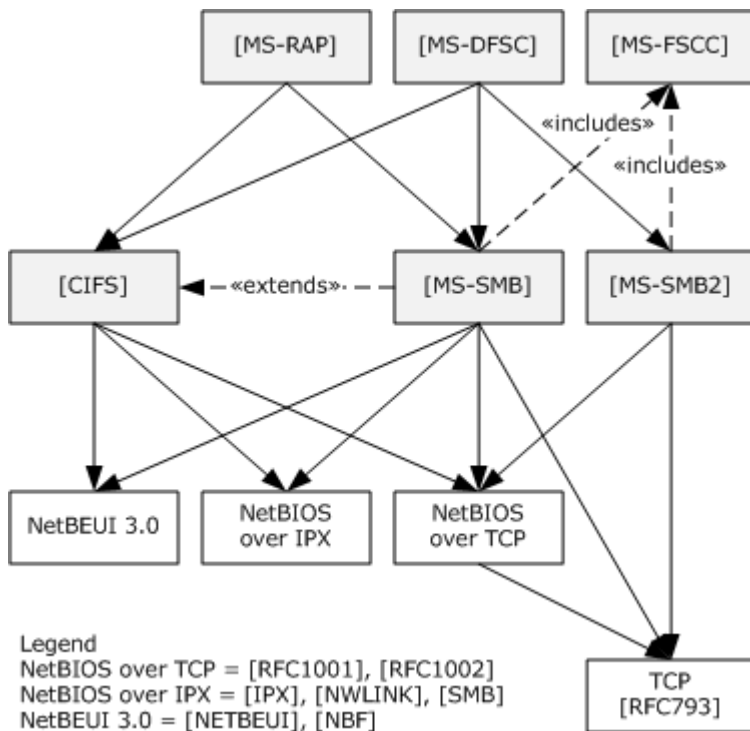 [MS-RAP]
[MS-DFSC]
[MS-FSCC]
«includes»
«includes»
[CIFS]
«extends»
[MS-SMB]
[MS-SMB2]
NetBEUI 3.0
NetBIOS
over IPX
NetBIOS
over TCP
Legend
NetBIOS over TCP = [RFC1001], [RFC1002]
NetBIOS over IPX = [IPX], [NWLINK], [SMB]
NetBEUI 3.0 = [NETBEUI], [NBF]
TCP
[RFC793]